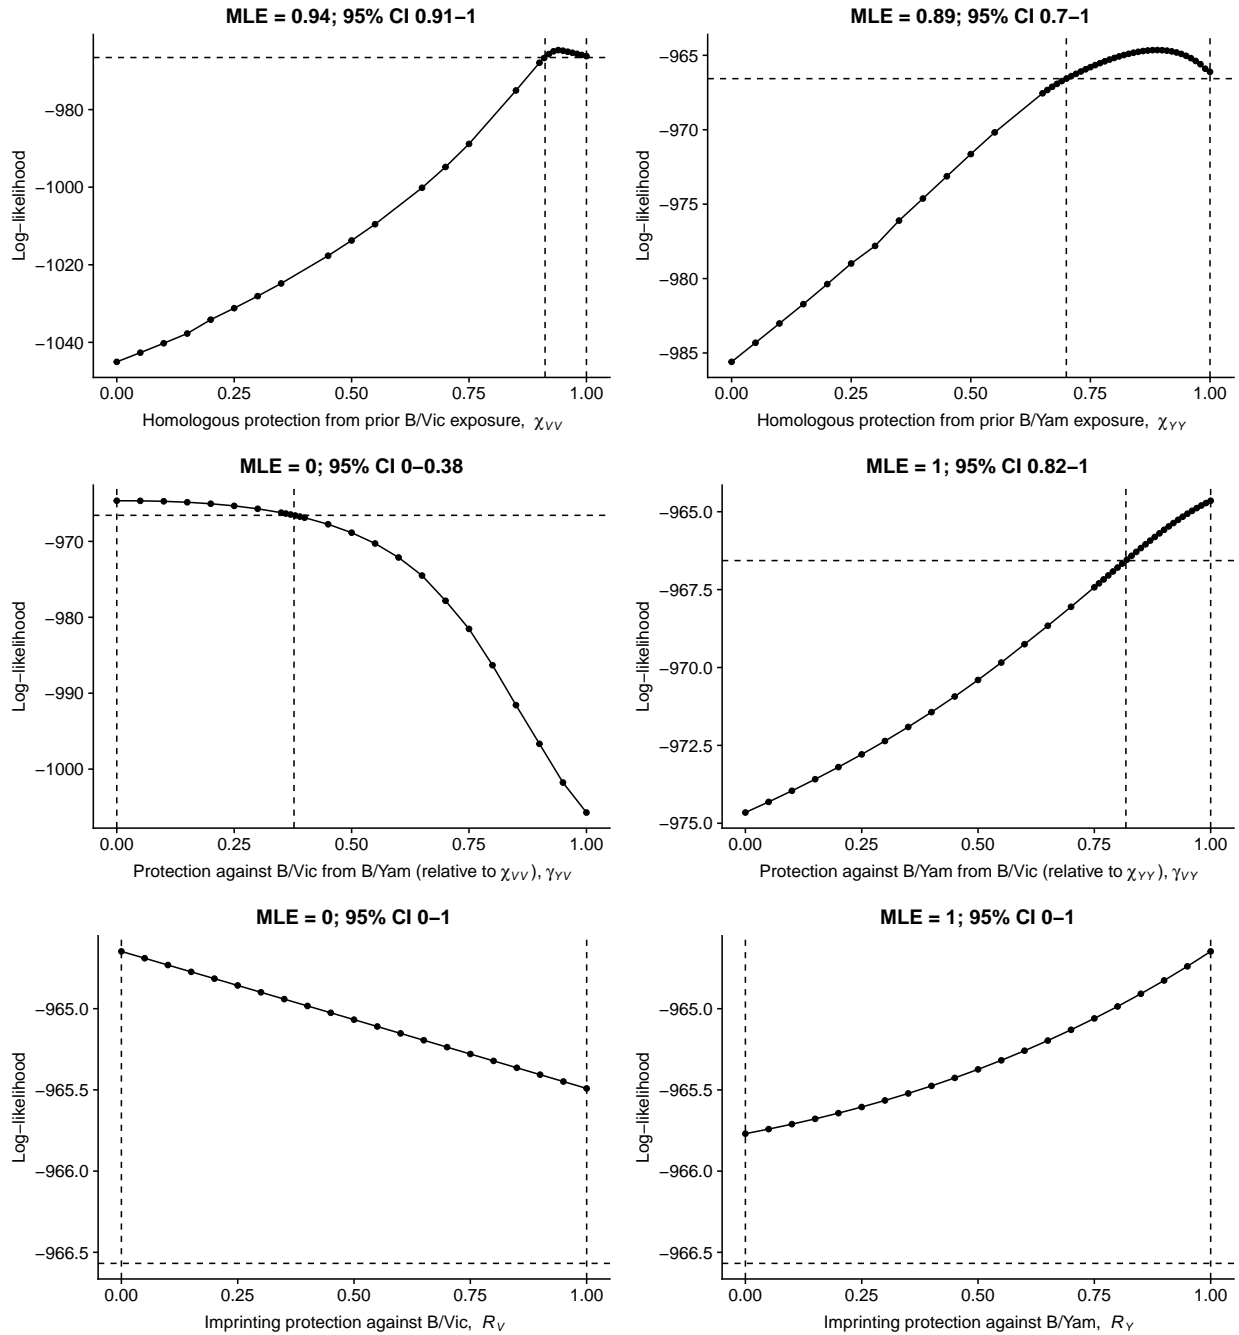 MLE = 0.94; 95% CI 0.91–1
Log−likelihood
−980
−1000
−1020
−1040
0.00 0.25 0.50 0.75 1.00
Homologous protection from prior B/Vic exposure, χVV
MLE = 0.89; 95% CI 0.7–1
Log−likelihood
−965
−970
−975
−980
−985
0.00 0.25 0.50 0.75 1.00
Homologous protection from prior B/Yam exposure, χYY
MLE = 0; 95% CI 0–0.38
Log−likelihood
−970
−980
−990
−1000
0.00 0.25 0.50 0.75 1.00
Protection against B/Vic from B/Yam (relative to χVV), γYV
MLE = 1; 95% CI 0.82–1
Log−likelihood
−965.0
−967.5
−970.0
−972.5
−975.0
0.00 0.25 0.50 0.75 1.00
Protection against B/Yam from B/Vic (relative to χYY), γVY
MLE = 0; 95% CI 0–1
Log−likelihood
−965.0
−965.5
−966.0
−966.5
0.00 0.25 0.50 0.75 1.00
Imprinting protection against B/Vic, RV
MLE = 1; 95% CI 0–1
Log−likelihood
−965.0
−965.5
−966.0
−966.5
0.00 0.25 0.50 0.75 1.00
Imprinting protection against B/Yam, RY